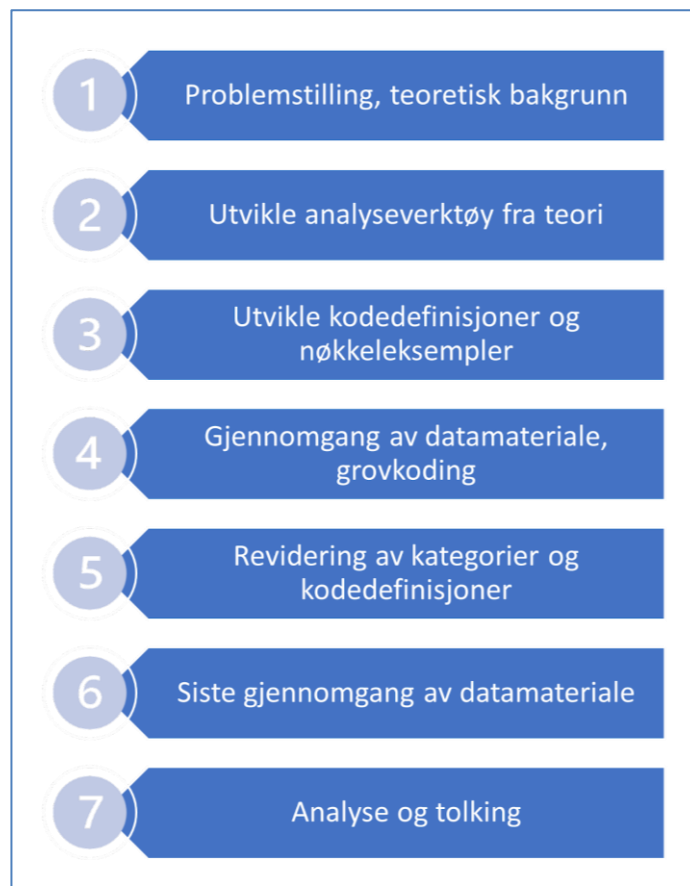 1
Problemstilling, teoretisk bakgrunn
2
Utvikle analyseverktøy fra teori
3
Utvikle kodedefinisjoner og
nøkkeleksempler
4
Gjennomgang av datamateriale,
grovkoding
5
Revidering av kategorier og
kodedefinisjoner
6
Siste gjennomgang av datamateriale
7
Analyse og tolking